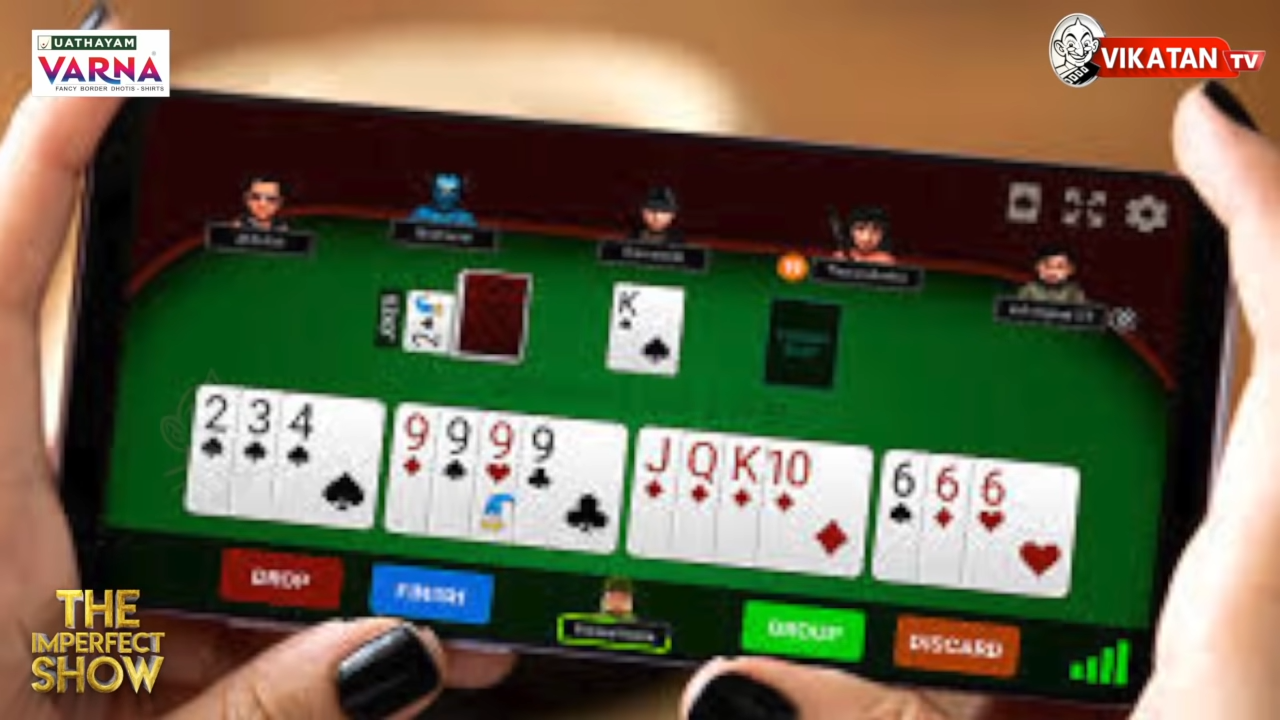 UATHAYAM
VARNA
FANCY BORDER DHOTIS - SHIRTS
VIKATAN TV
2
K
2 3 4
9 9 9 9
J Q K 10
6 6 6
DROP
GROUP
DISCARD
THE
IMPERFECT
SHOW